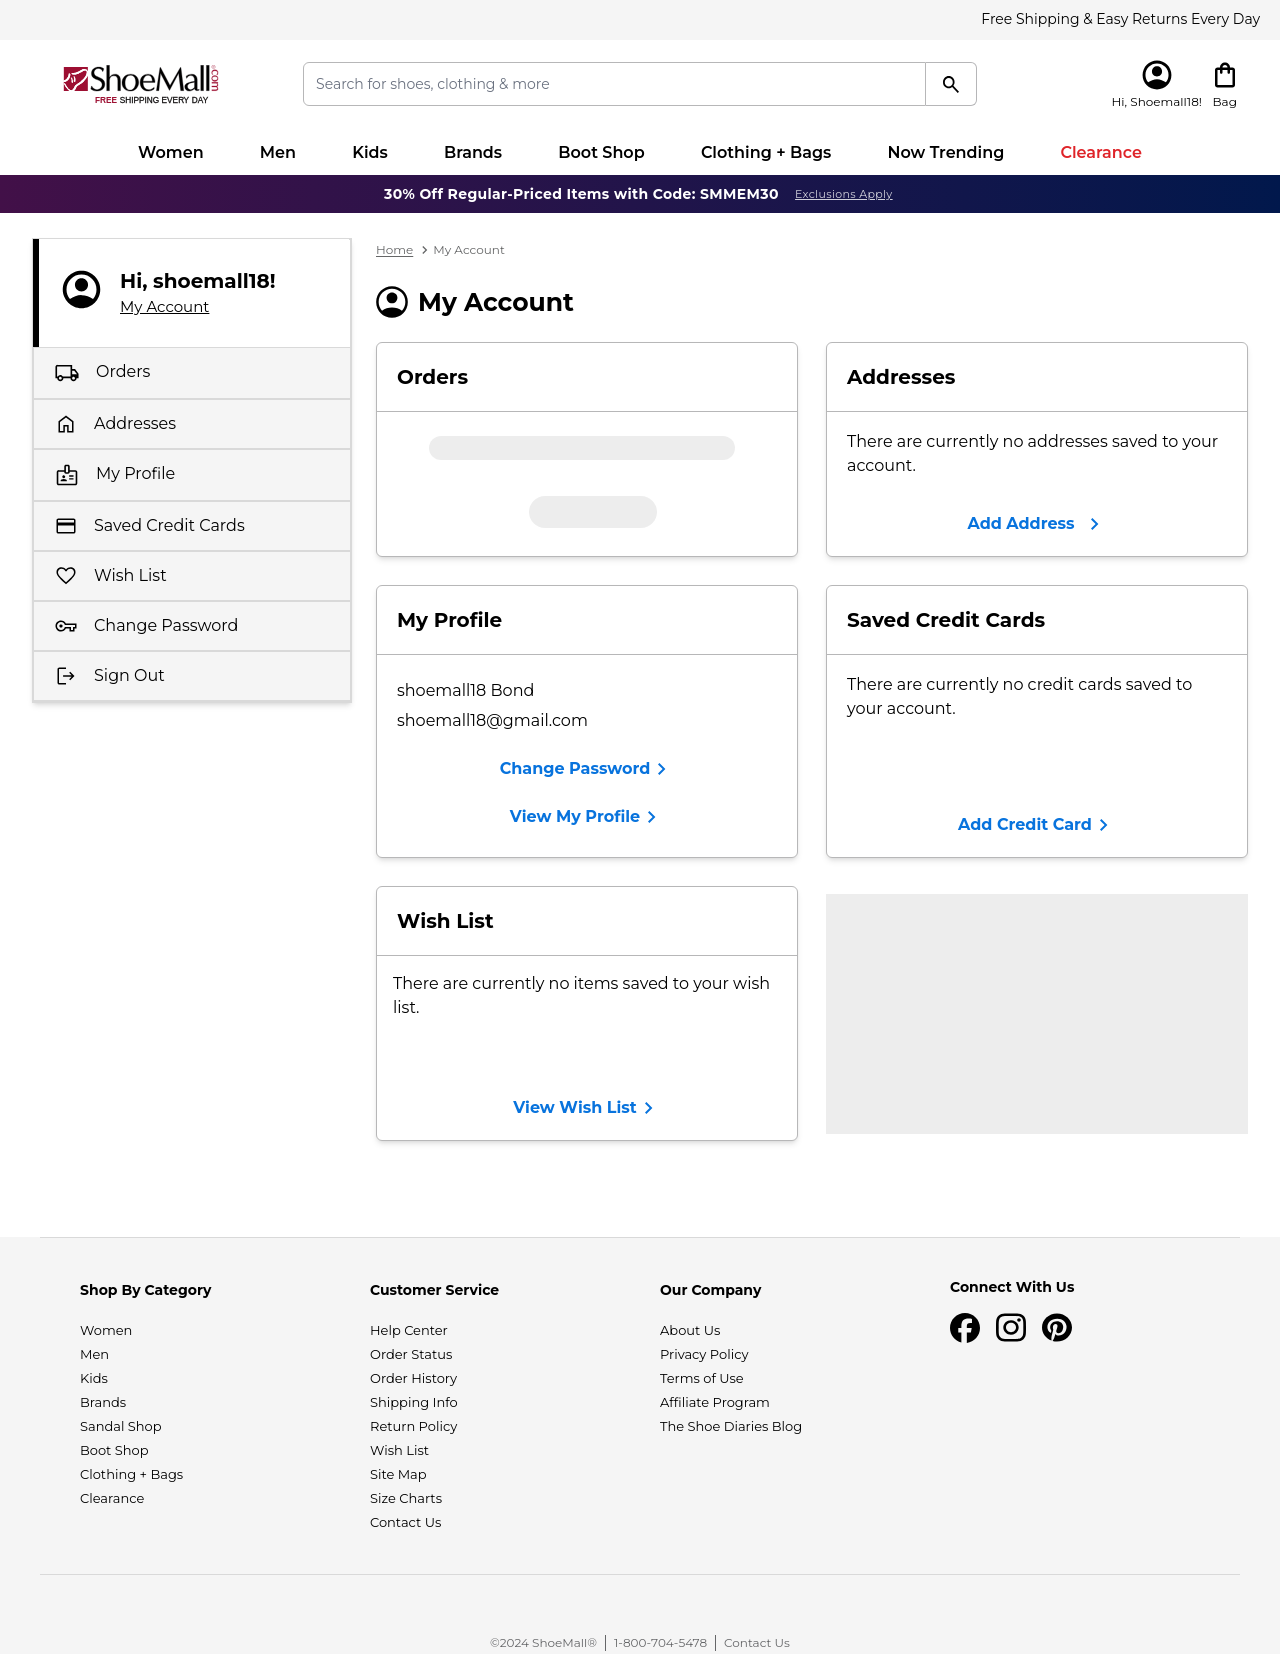 Free Shipping & Easy Returns Every Day
ShoeMall.com
FREE SHIPPING EVERY DAY
Search for shoes, clothing & more
Hi, Shoemall18!
Bag
Women
Men
Kids
Brands
Boot Shop
Clothing + Bags
Now Trending
Clearance
30% Off Regular-Priced Items with Code: SMMEM30
Exclusions Apply
Hi, shoemall18!
My Account
Orders
Addresses
My Profile
Saved Credit Cards
Wish List
Change Password
Sign Out
Home
My Account
My Account
Orders
Addresses
There are currently no addresses saved to your
account.
Add Address
My Profile
shoemall18 Bond
shoemall18@gmail.com
Change Password
View My Profile
Saved Credit Cards
There are currently no credit cards saved to
your account.
Add Credit Card
Wish List
There are currently no items saved to your wish
list.
View Wish List
Shop By Category
Women
Men
Kids
Brands
Sandal Shop
Boot Shop
Clothing + Bags
Clearance
Customer Service
Help Center
Order Status
Order History
Shipping Info
Return Policy
Wish List
Site Map
Size Charts
Contact Us
Our Company
About Us
Privacy Policy
Terms of Use
Affiliate Program
The Shoe Diaries Blog
Connect With Us
©2024 ShoeMall®
1-800-704-5478
Contact Us